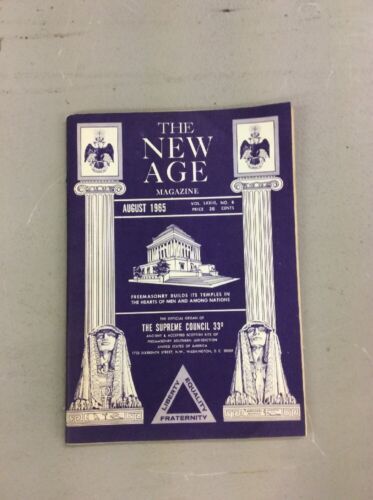 THE
NEW
AGE
MAGAZINE
AUGUST 1965
VOL. LXXIII, NO. 8
PRICE 20 CENTS
FREEMASONRY BUILDS ITS TEMPLES IN
THE HEARTS OF MEN AND AMONG NATIONS
THE OFFICIAL ORGAN OF
THE SUPREME COUNCIL 33°
ANCIENT & ACCEPTED SCOTTISH RITE OF
FREEMASONRY SOUTHERN JURISDICTION
UNITED STATES OF AMERICA
1733 SIXTEENTH STREET, N.W., WASHINGTON, D. C. 20009
LIBERTY
EQUALITY
FRATERNITY